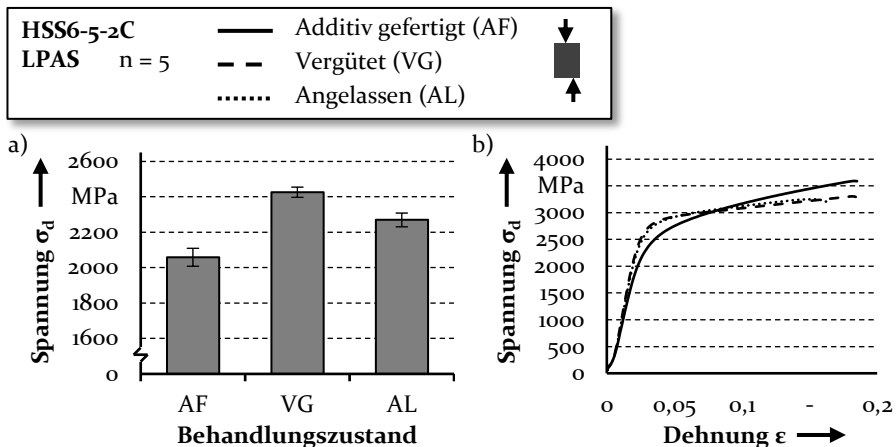 HSS6-5-2C
LPAS n = 5
Additiv gefertigt (AF)
Vergütet (VG)
Angelassen (AL)
a)
Spannung σd
2600
MPa
2200
2000
1800
1600
0
AF VG AL
Behandlungszustand
b)
Spannung σd
4000
MPa
3000
2500
2000
1500
1000
500
0
0 0,05 0,1 - 0,2
Dehnung ε